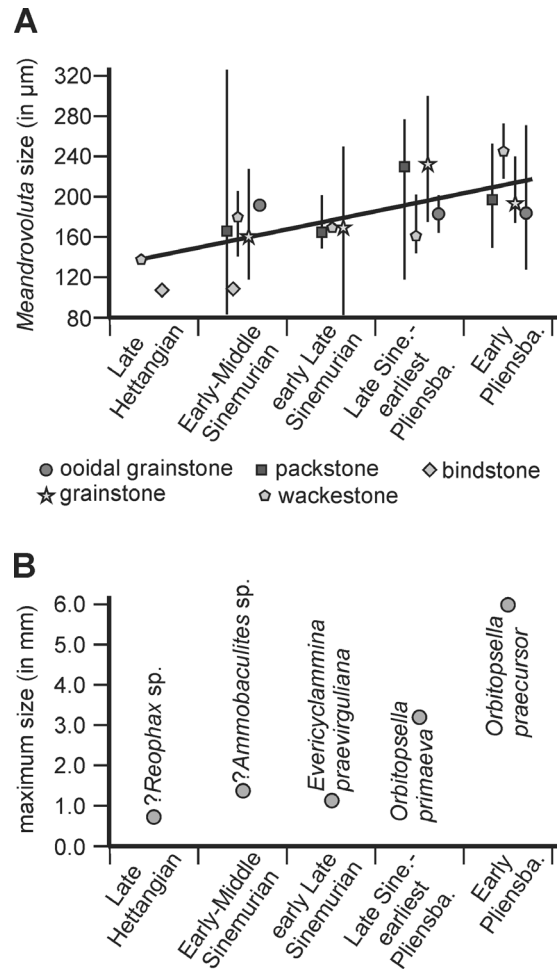 A
Meandrovoluta size (in µm)
320
280
240
200
160
120
80
Late
Hettangian
Early-Middle
Sinemurian
early Late
Sinemurian
Late Sine.-
earliest
Pliensba.
Early
Pliensba.
ooidal grainstone
packstone
bindstone
grainstone
wackestone
B
maximum size (in mm)
6.0
5.0
4.0
3.0
2.0
1.0
0.0
?Reophax sp.
?Ammobaculites sp.
Evericyclammina
praevirguliana
Orbitopsella
primaeva
Orbitopsella
praecursor
Late
Hettangian
Early-Middle
Sinemurian
early Late
Sinemurian
Late Sine.-
earliest
Pliensba.
Early
Pliensba.